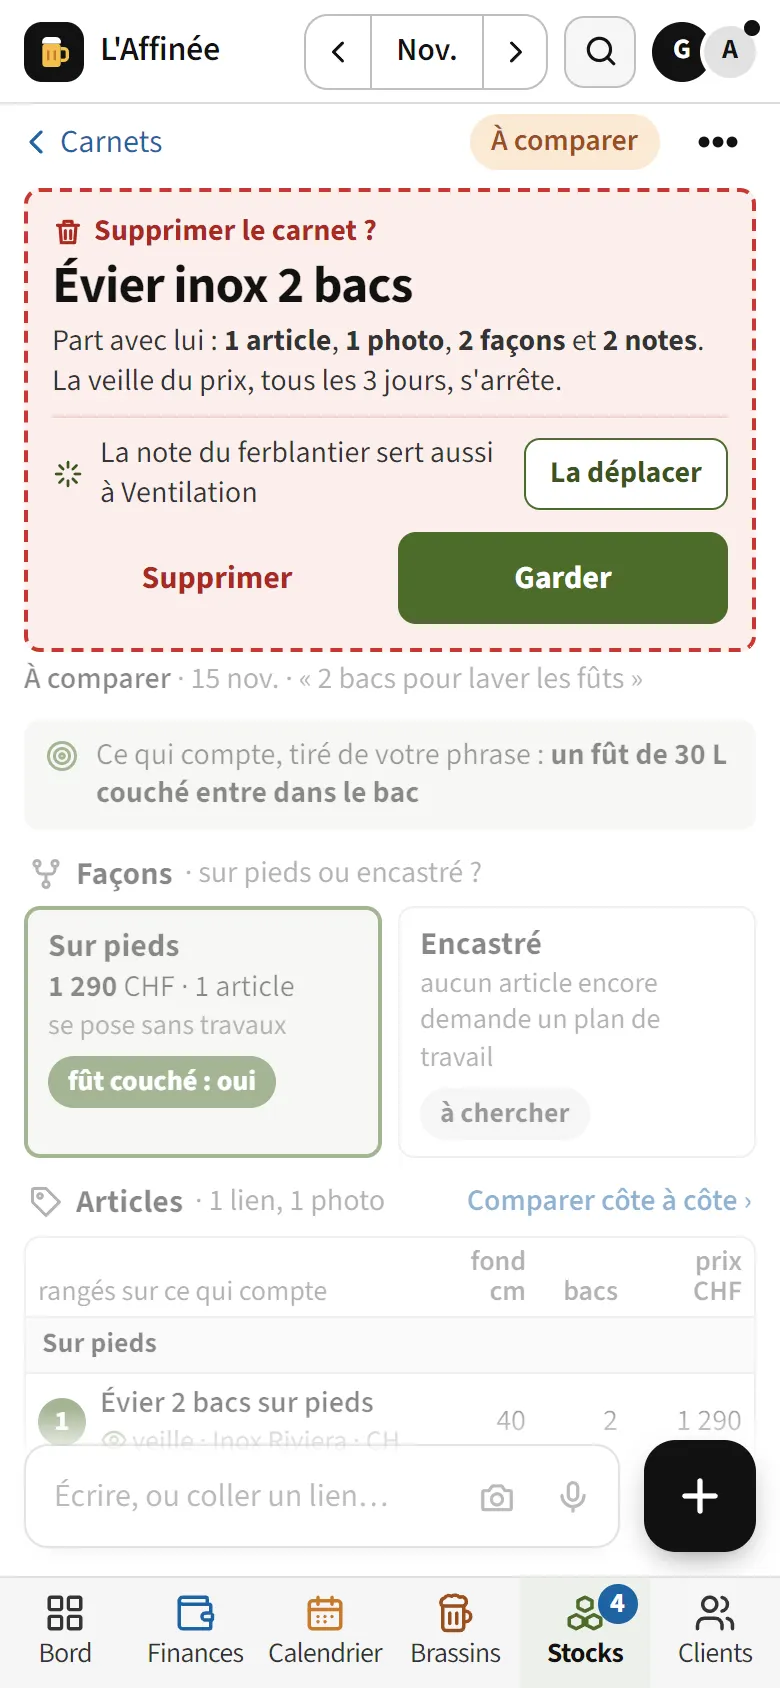 L'Affinée
Nov.
G
A
Carnets
À comparer
Supprimer le carnet ?
Évier inox 2 bacs
Part avec lui : 1 article, 1 photo, 2 façons et 2 notes.
La veille du prix, tous les 3 jours, s'arrête.
La note du ferblantier sert aussi
à Ventilation
La déplacer
Supprimer
Garder
À comparer · 15 nov. · « 2 bacs pour laver les fûts »
Ce qui compte, tiré de votre phrase : un fût de 30 L
couché entre dans le bac
Façons · sur pieds ou encastré ?
Sur pieds
1 290 CHF · 1 article
se pose sans travaux
fût couché : oui
Encastré
aucun article encore
demande un plan de
travail
à chercher
Articles · 1 lien, 1 photo
Comparer côte à côte ›
rangés sur ce qui compte
fond
cm
bacs
prix
CHF
Sur pieds
1
Évier 2 bacs sur pieds
40
2
1 290
veille · Inox Riviera · CH
Écrire, ou coller un lien…
Bord
Finances
Calendrier
Brassins
4
Stocks
Clients